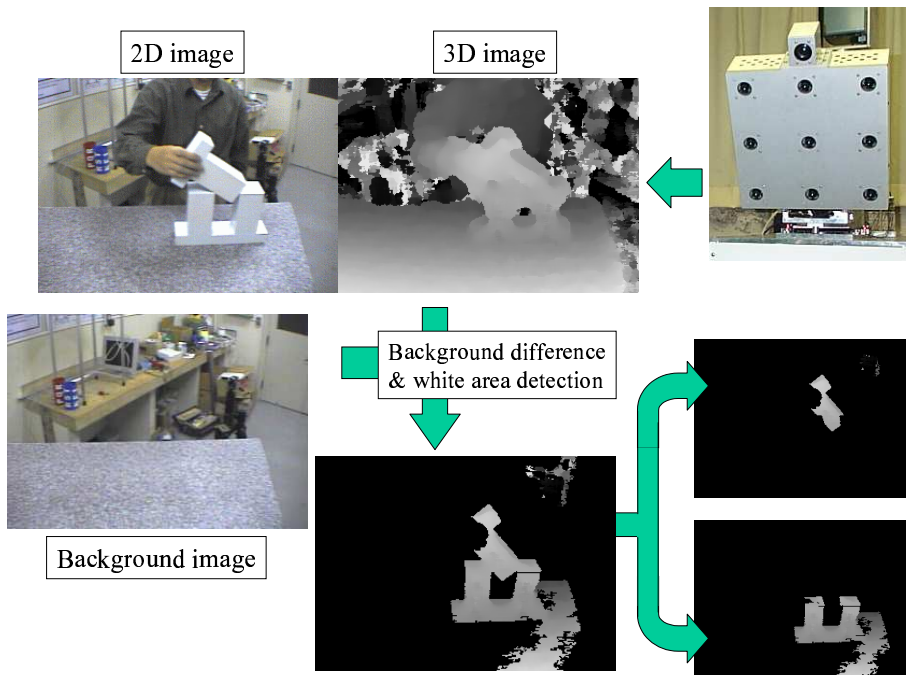 2D image
3D image
Background difference
& white area detection
Background image